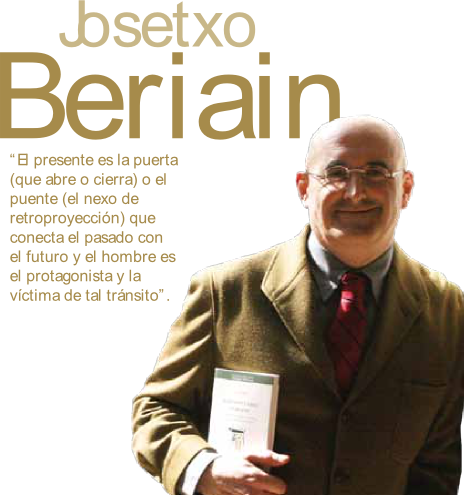 Josetxo
Beriain
“El presente es la puerta
(que abre o cierra) o el
puente (el nexo de
retroproyección) que
conecta el pasado con
el futuro y el hombre es
el protagonista y la
víctima de tal tránsito”.